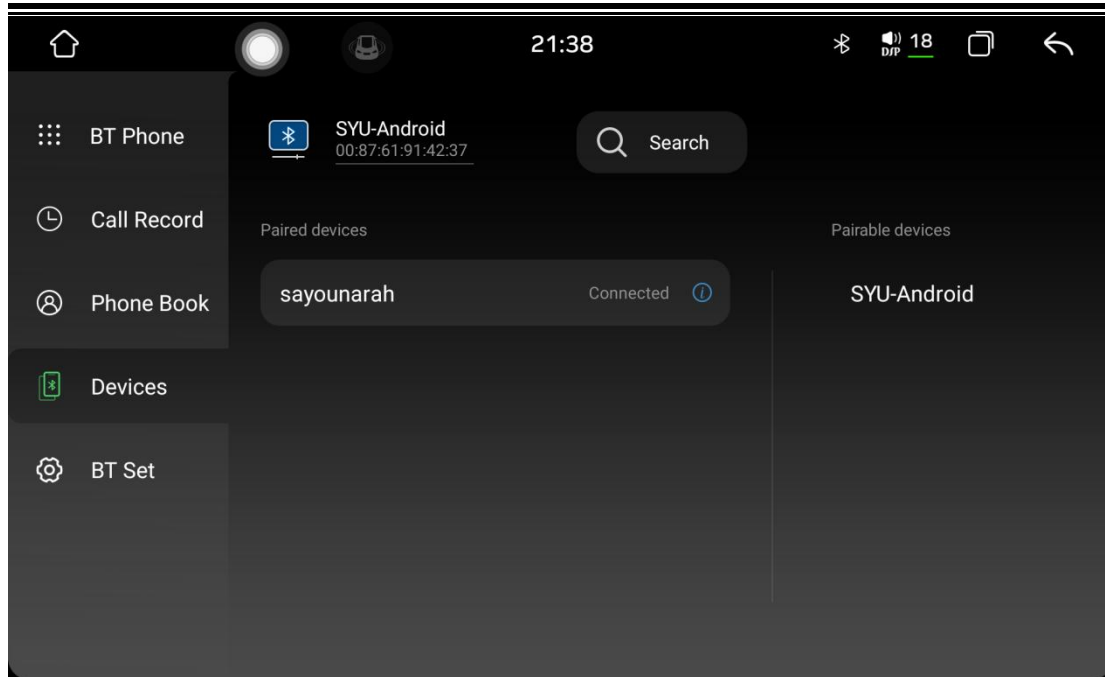 21:38
DSP 18
BT Phone
Call Record
Phone Book
Devices
BT Set
SYU-Android
00:87:61:91:42:37
Search
Paired devices
sayounarah
Connected
Pairable devices
SYU-Android